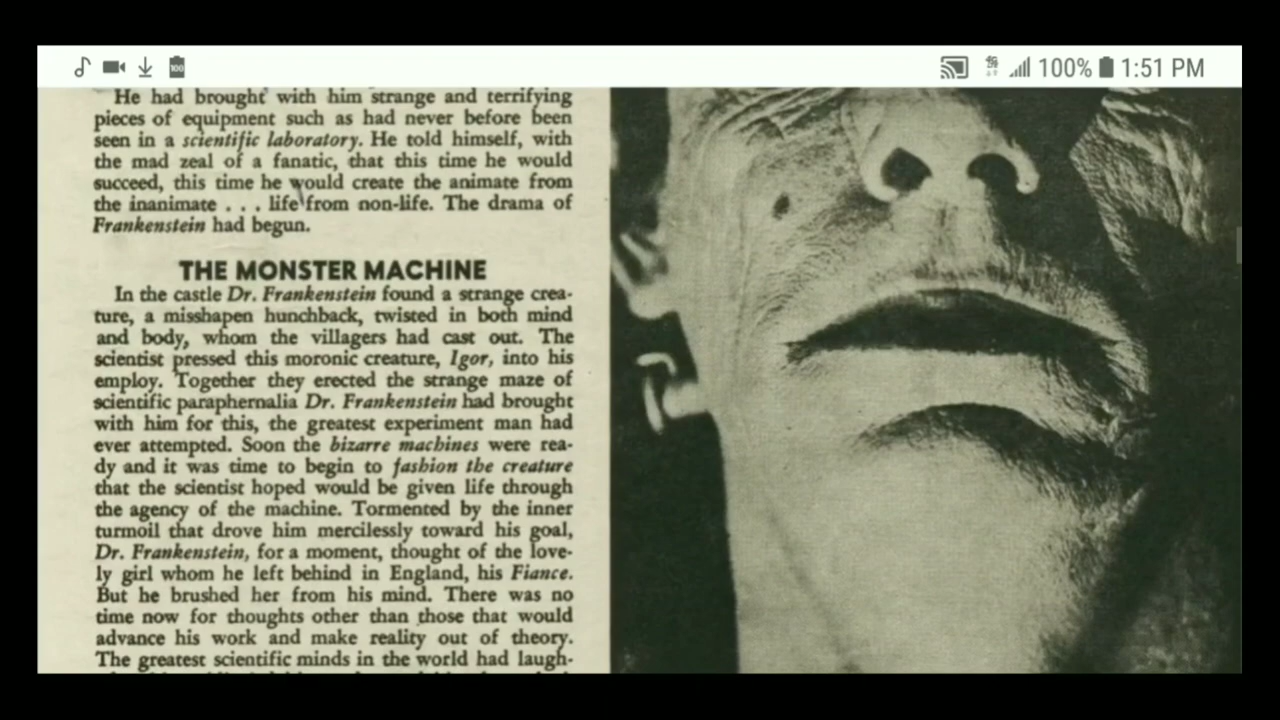 100
4G 100% 1:51 PM
He had brought with him strange and terrifying
pieces of equipment such as had never before been
seen in a scientific laboratory. He told himself, with
the mad zeal of a fanatic, that this time he would
succeed, this time he would create the animate from
the inanimate . . . life from non-life. The drama of
Frankenstein had begun.
THE MONSTER MACHINE
In the castle Dr. Frankenstein found a strange crea-
ture, a misshapen hunchback, twisted in both mind
and body, whom the villagers had cast out. The
scientist pressed this moronic creature, Igor, into his
employ. Together they erected the strange maze of
scientific paraphernalia Dr. Frankenstein had brought
with him for this, the greatest experiment man had
ever attempted. Soon the bizarre machines were rea-
dy and it was time to begin to fashion the creature
that the scientist hoped would be given life through
the agency of the machine. Tormented by the inner
turmoil that drove him mercilessly toward his goal,
Dr. Frankenstein, for a moment, thought of the love-
ly girl whom he left behind in England, his Fiance.
But he brushed her from his mind. There was no
time now for thoughts other than those that would
advance his work and make reality out of theory.
The greatest scientific minds in the world had laugh-